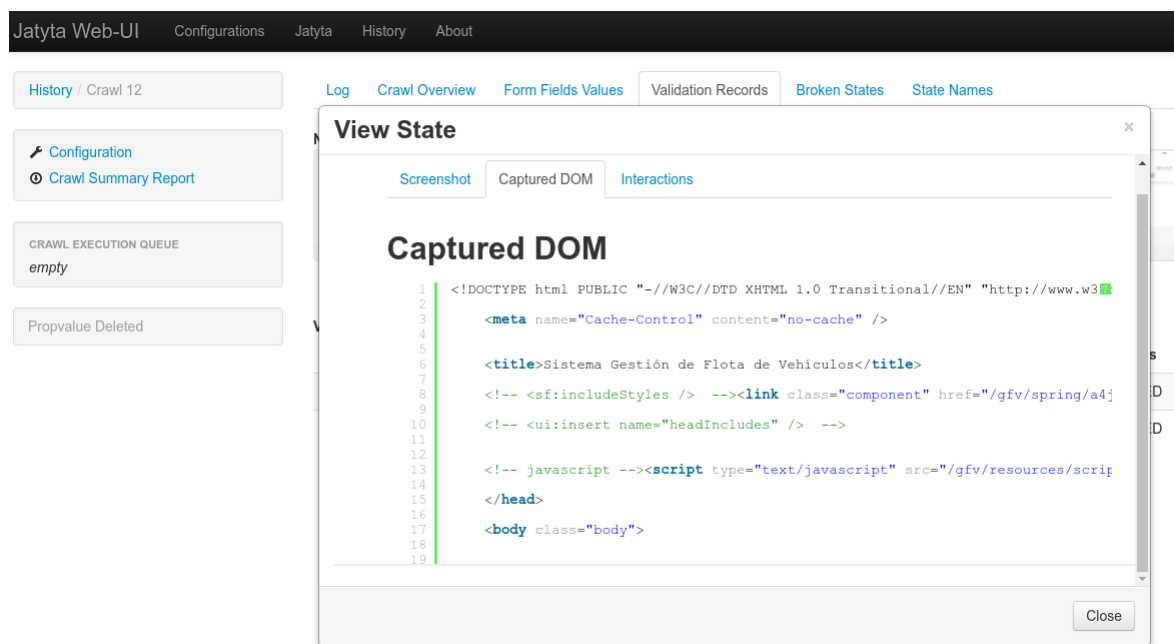 Jatyta Web-UI Configurations Jatyta History About
History / Crawl 12
Configuration
Crawl Summary Report
CRAWL EXECUTION QUEUE
empty
Propvalue Deleted
Log Crawl Overview Form Fields Values Validation Records Broken States State Names
View State ×
Screenshot Captured DOM Interactions
Captured DOM
1 <!DOCTYPE html PUBLIC "-//W3C//DTD XHTML 1.0 Transitional//EN" "http://www.w3
2
3 <meta name="Cache-Control" content="no-cache" />
4
5
6 <title>Sistema Gestión de Flota de Vehículos</title>
7
8 <!-- <sf:includeStyles /> --><link class="component" href="/gfv/spring/a4j
9
10 <!-- <ui:insert name="headIncludes" /> -->
11
12
13 <!-- javascript --><script type="text/javascript" src="/gfv/resources/scrip
14
15 </head>
16
17 <body class="body">
18
19
Close